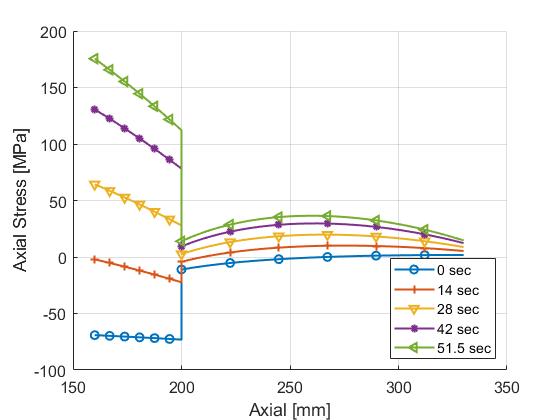 200
150
100
50
0
-50
-100
Axial Stress [MPa]
150 200 250 300 350
Axial [mm]
0 sec
14 sec
28 sec
42 sec
51.5 sec